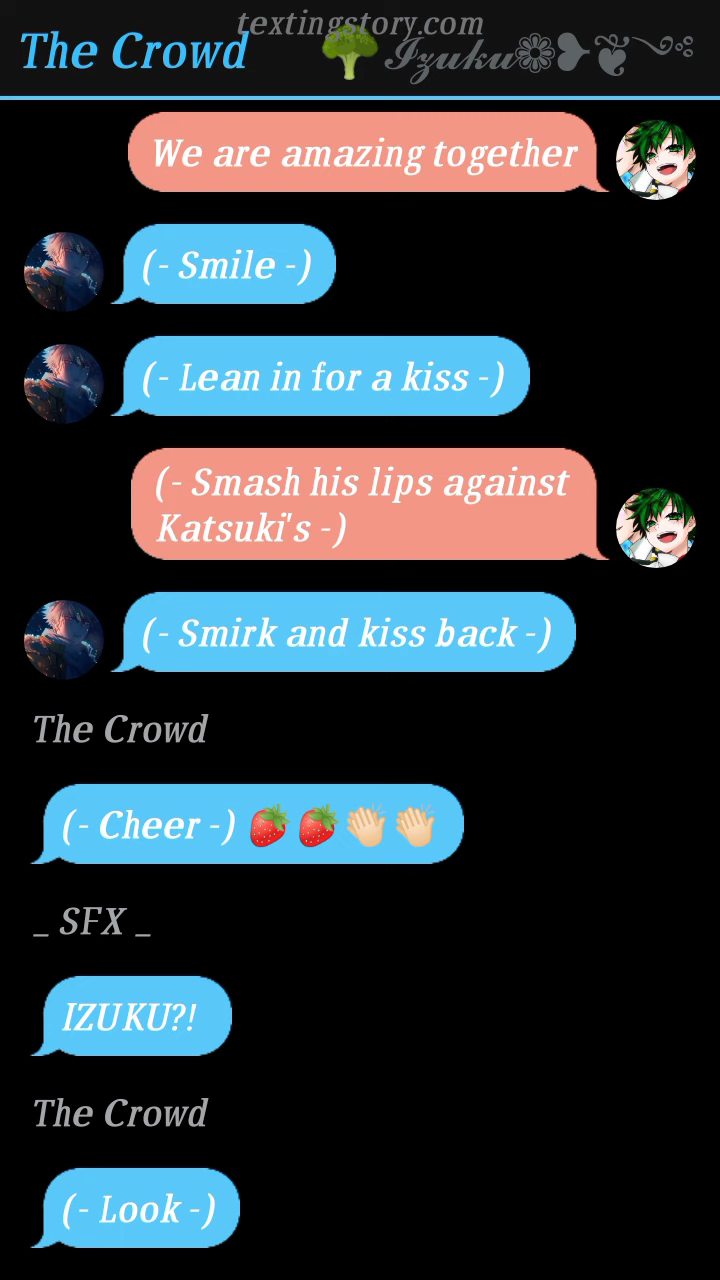 textingstory.com
The Crowd
🥦𝓘𝔃𝓾𝓴𝓾❁❥❦~°
We are amazing together
(- Smile -)
(- Lean in for a kiss -)
(- Smash his lips against
Katsuki's -)
(- Smirk and kiss back -)
The Crowd
(- Cheer -) 🍓🍓👏🏻👏🏻
_ SFX _
IZUKU?!
The Crowd
(- Look -)